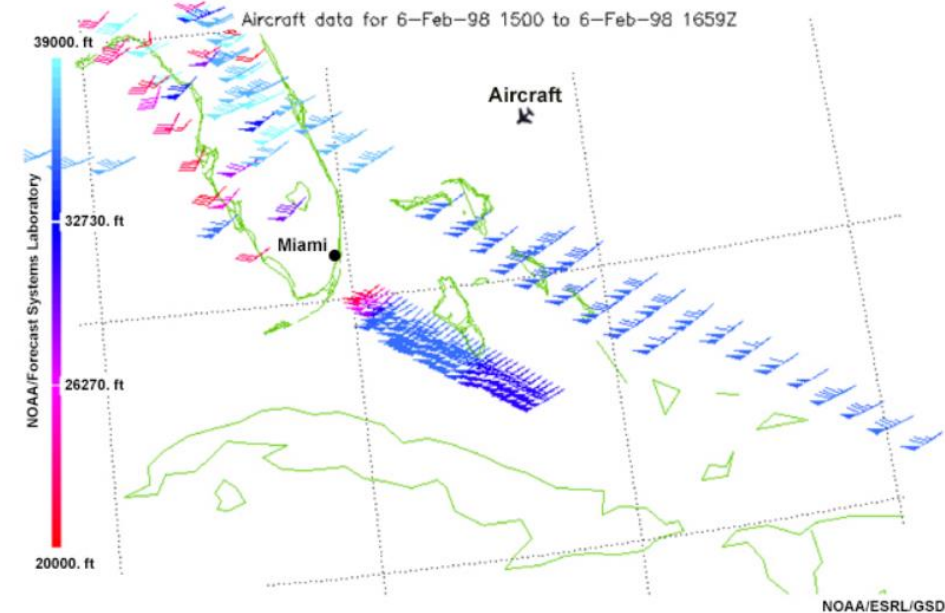 Aircraft data for 6-Feb-98 1500 to 6-Feb-98 1659Z
39000. ft
Aircraft
NOAA/Forecast Systems Laboratory
32730. ft
Miami
26270. ft
20000. ft
NOAA/ESRL/GSD